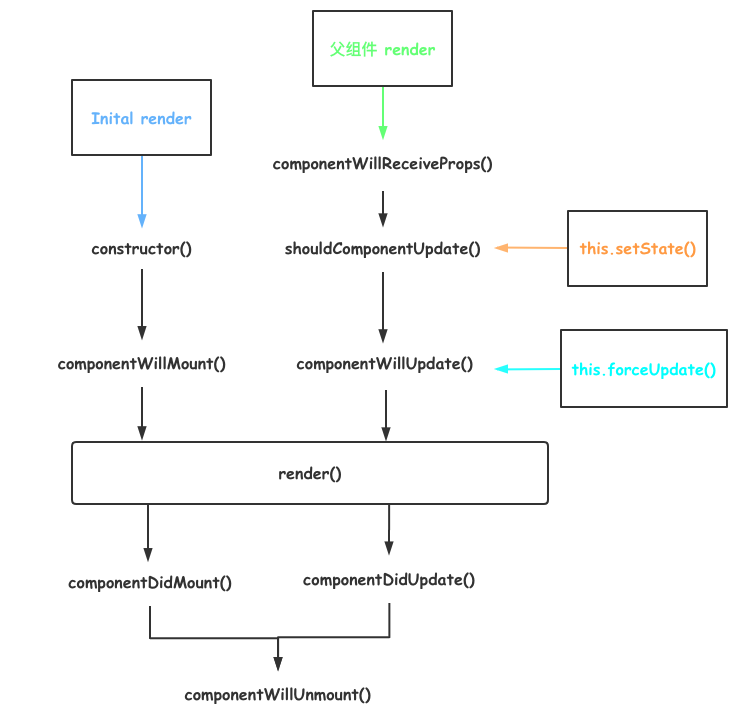 父组件 render
Inital render
componentWillReceiveProps()
constructor()
shouldComponentUpdate()
this.setState()
componentWillMount()
componentWillUpdate()
this.forceUpdate()
render()
componentDidMount()
componentDidUpdate()
componentWillUnmount()